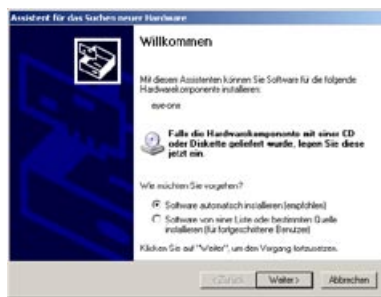 Assistent für das Suchen neuer Hardware
Willkommen
Mit diesem Assistenten können Sie Software für die folgende
Hardwarekomponente installieren:
eye-one
Falls die Hardwarekomponente mit einer CD
oder Diskette geliefert wurde, legen Sie diese
jetzt ein.
Wie möchten Sie vorgehen?
Software automatisch installieren (empfohlen)
Software von einer Liste oder bestimmten Quelle
installieren (für fortgeschrittene Benutzer)
Klicken Sie auf "Weiter", um den Vorgang fortzusetzen.
< Zurück Weiter > Abbrechen